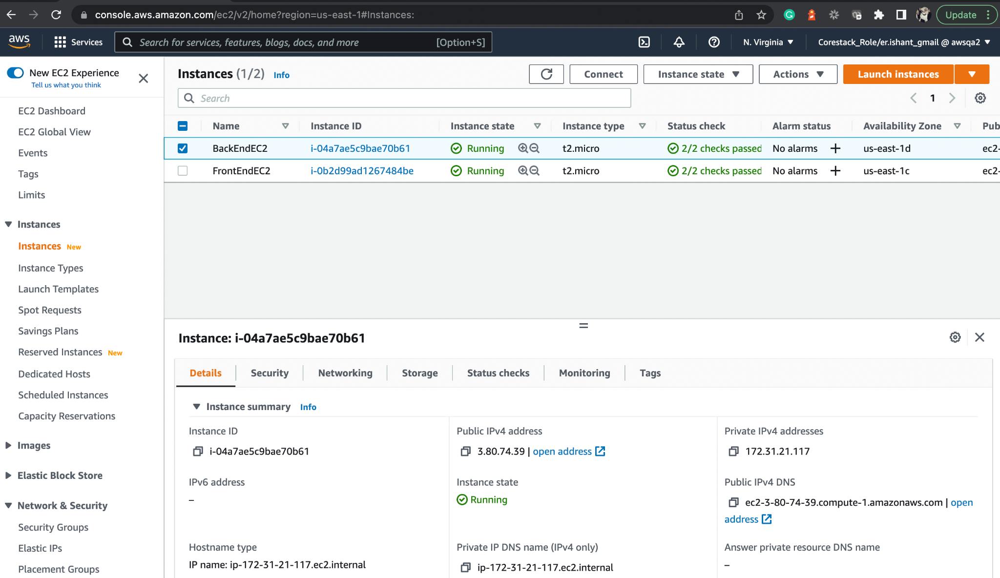 console.aws.amazon.com/ec2/v2/home?region=us-east-1#Instances:
Update
aws
Services
Search for services, features, blogs, docs, and more
[Option+S]
N. Virginia
Corestack_Role/er.ishant_gmail @ awsqa2
New EC2 Experience
Tell us what you think
EC2 Dashboard
EC2 Global View
Events
Tags
Limits
Instances
Instances New
Instance Types
Launch Templates
Spot Requests
Savings Plans
Reserved Instances New
Dedicated Hosts
Scheduled Instances
Capacity Reservations
Images
Elastic Block Store
Network & Security
Security Groups
Elastic IPs
Placement Groups
Instances (1/2) Info
Connect
Instance state
Actions
Launch instances
Search
1
Name Instance ID Instance state Instance type Status check Alarm status Availability Zone Pub
BackEndEC2 i-04a7ae5c9bae70b61 Running t2.micro 2/2 checks passed No alarms + us-east-1d ec2-
FrontEndEC2 i-0b2d99ad1267484be Running t2.micro 2/2 checks passed No alarms + us-east-1c ec2-
Instance: i-04a7ae5c9bae70b61
Details Security Networking Storage Status checks Monitoring Tags
Instance summary Info
Instance ID
i-04a7ae5c9bae70b61
Public IPv4 address
3.80.74.39 | open address
Private IPv4 addresses
172.31.21.117
IPv6 address
–
Instance state
Running
Public IPv4 DNS
ec2-3-80-74-39.compute-1.amazonaws.com | open
address
Hostname type
IP name: ip-172-31-21-117.ec2.internal
Private IP DNS name (IPv4 only)
ip-172-31-21-117.ec2.internal
Answer private resource DNS name
–